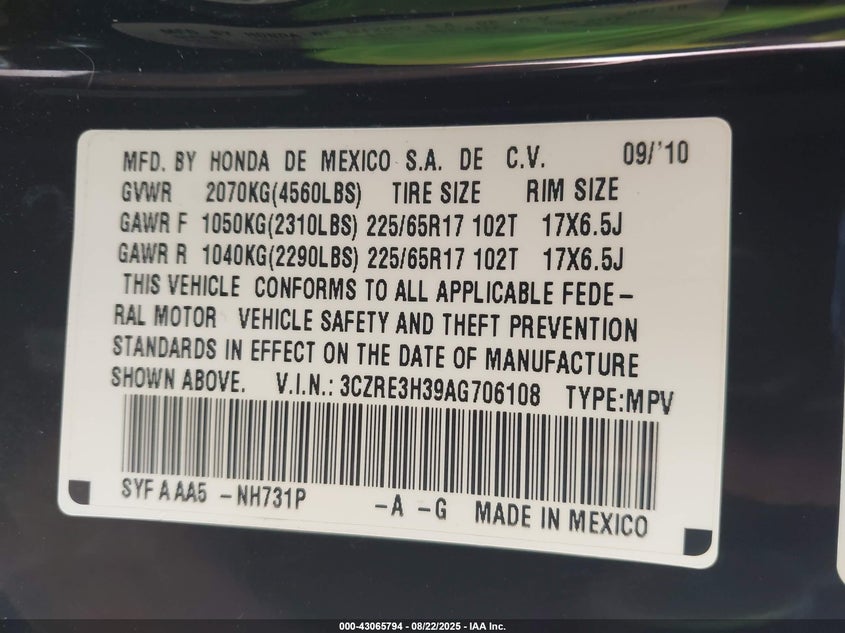 MFD. BY HONDA DE MEXICO S.A. DE C.V. 09/'10
GVWR 2070KG(4560LBS) TIRE SIZE RIM SIZE
GAWR F 1050KG(2310LBS) 225/65R17 102T 17X6.5J
GAWR R 1040KG(2290LBS) 225/65R17 102T 17X6.5J
THIS VEHICLE CONFORMS TO ALL APPLICABLE FEDE-
RAL MOTOR VEHICLE SAFETY AND THEFT PREVENTION
STANDARDS IN EFFECT ON THE DATE OF MANUFACTURE
SHOWN ABOVE. V.I.N.: 3CZRE3H39AG706108 TYPE:MPV
SYF A AA5 -NH731P -A -G MADE IN MEXICO
000-43065794 - 08/22/2025 - IAA Inc.